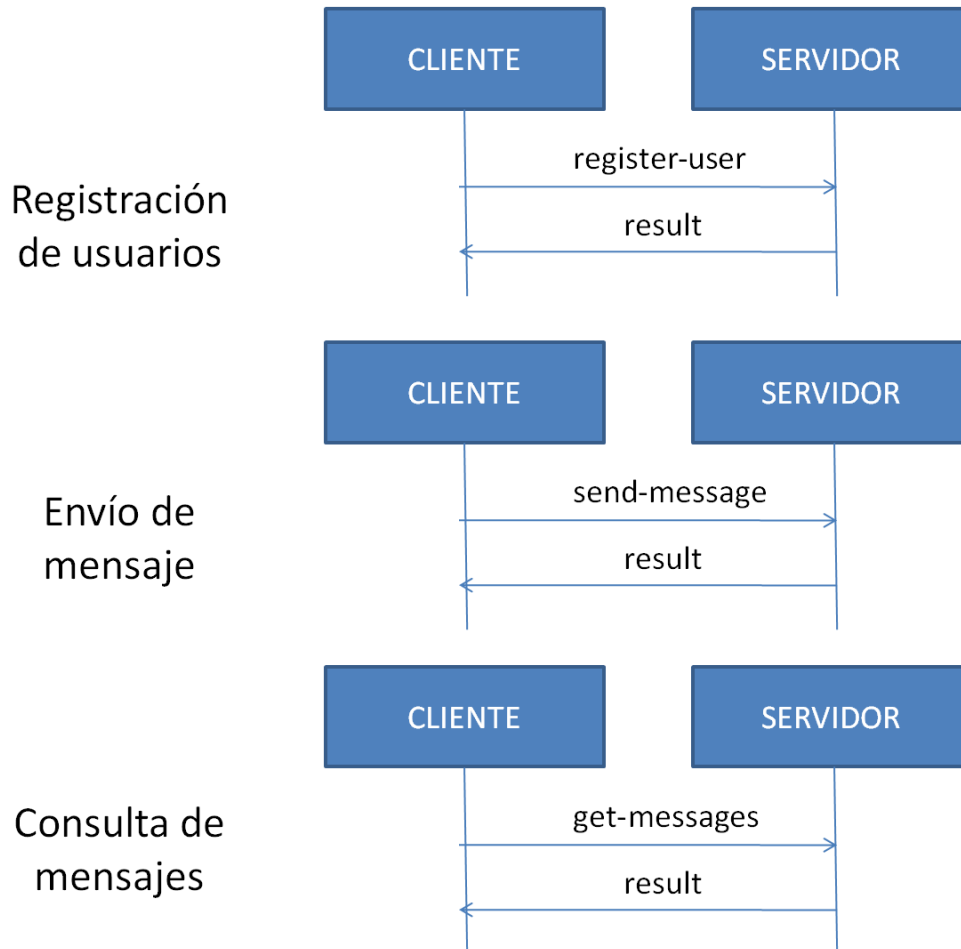 CLIENTE
SERVIDOR
Registración
de usuarios
register-user
result
CLIENTE
SERVIDOR
Envío de
mensaje
send-message
result
CLIENTE
SERVIDOR
Consulta de
mensajes
get-messages
result